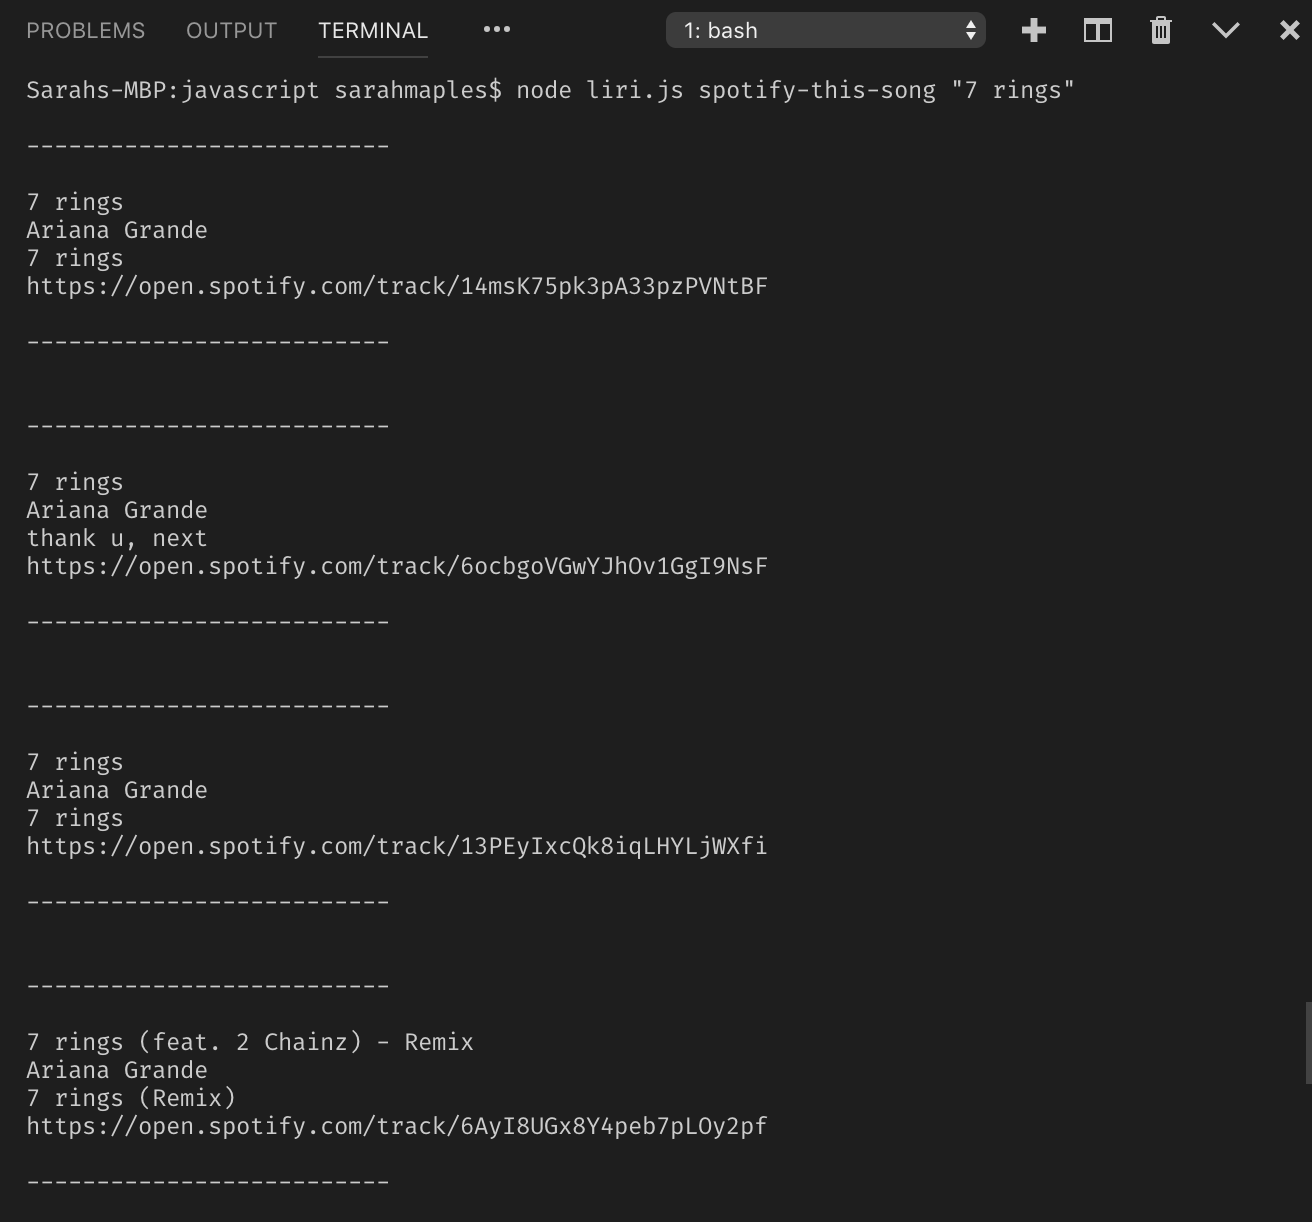 PROBLEMS OUTPUT TERMINAL ••• 1: bash
Sarahs-MBP:javascript sarahmaples$ node liri.js spotify-this-song "7 rings"
--------------------------
7 rings
Ariana Grande
7 rings
https://open.spotify.com/track/14msK75pk3pA33pzPVNtBF
--------------------------
--------------------------
7 rings
Ariana Grande
thank u, next
https://open.spotify.com/track/6ocbgoVGwYJhOv1GgI9NsF
--------------------------
--------------------------
7 rings
Ariana Grande
7 rings
https://open.spotify.com/track/13PEyIxcQk8iqLHYLjWXfi
--------------------------
--------------------------
7 rings (feat. 2 Chainz) - Remix
Ariana Grande
7 rings (Remix)
https://open.spotify.com/track/6AyI8UGx8Y4peb7pLOy2pf
--------------------------